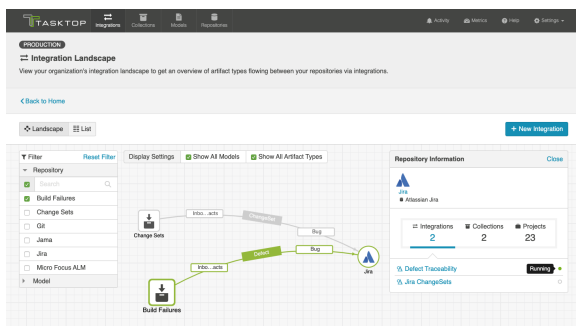 TASKTOP
Integrations
Collections
Models
Repositories
Activity
Metrics
Help
Settings
PRODUCTION
Integration Landscape
View your organization's integration landscape to get an overview of artifact types flowing between your repositories via integrations.
Back to Home
Landscape
List
+ New Integration
Filter
Reset Filter
Display Settings
Show All Models
Show All Artifact Types
Repository
Search
Build Failures
Change Sets
Git
Jama
Jira
Micro Focus ALM
Model
Change Sets
Inbo...acts
ChangeSet
Bug
Inbo...acts
Defect
Bug
Jira
Build Failures
Repository Information
Close
Jira
Atlassian Jira
Integrations
2
Collections
2
Projects
23
Defect Traceability
Running
Jira ChangeSets